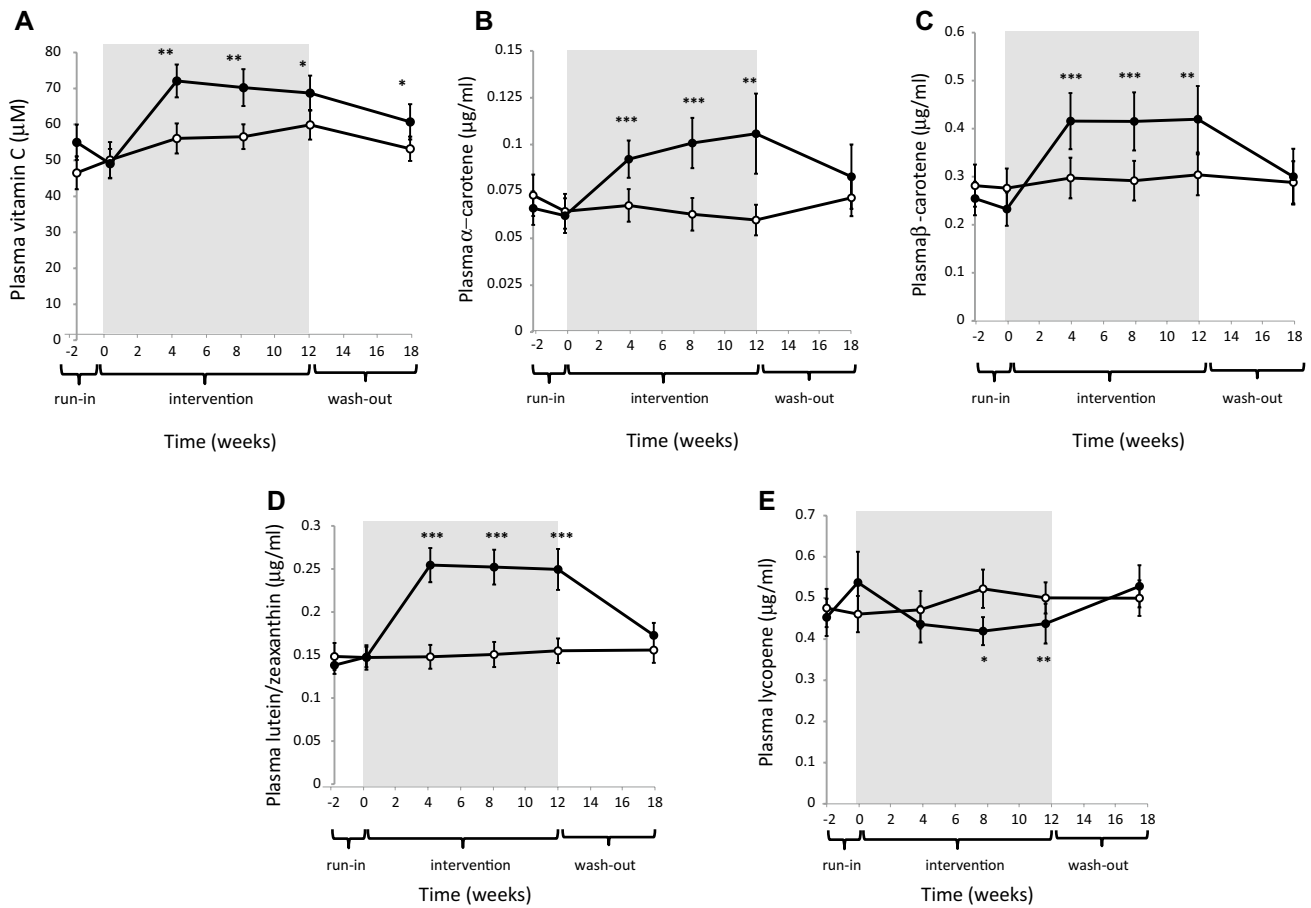 A
Plasma vitamin C (μM)
80
70
60
50
40
30
20
10
0
** ** * *
-2 0 2 4 6 8 10 12 14 16 18
run-in intervention wash-out
Time (weeks)
B
Plasma α–carotene (μg/ml)
0.15
0.125
0.1
0.075
0.05
0.025
0
*** *** **
-2 0 2 4 6 8 10 12 14 16 18
run-in intervention wash-out
Time (weeks)
C
Plasma β -carotene (μg/ml)
0.6
0.5
0.4
0.3
0.2
0.1
0
*** *** **
-2 0 2 4 6 8 10 12 14 16 18
run-in intervention wash-out
Time (weeks)
D
Plasma lutein/zeaxanthin (μg/ml)
0.3
0.25
0.2
0.15
0.1
0.05
0
*** *** ***
-2 0 2 4 6 8 10 12 14 16 18
run-in intervention wash-out
Time (weeks)
E
Plasma lycopene (μg/ml)
0.7
0.6
0.5
0.4
0.3
0.2
0.1
0
* **
-2 0 2 4 6 8 10 12 14 16 18
run-in intervention wash-out
Time (weeks)